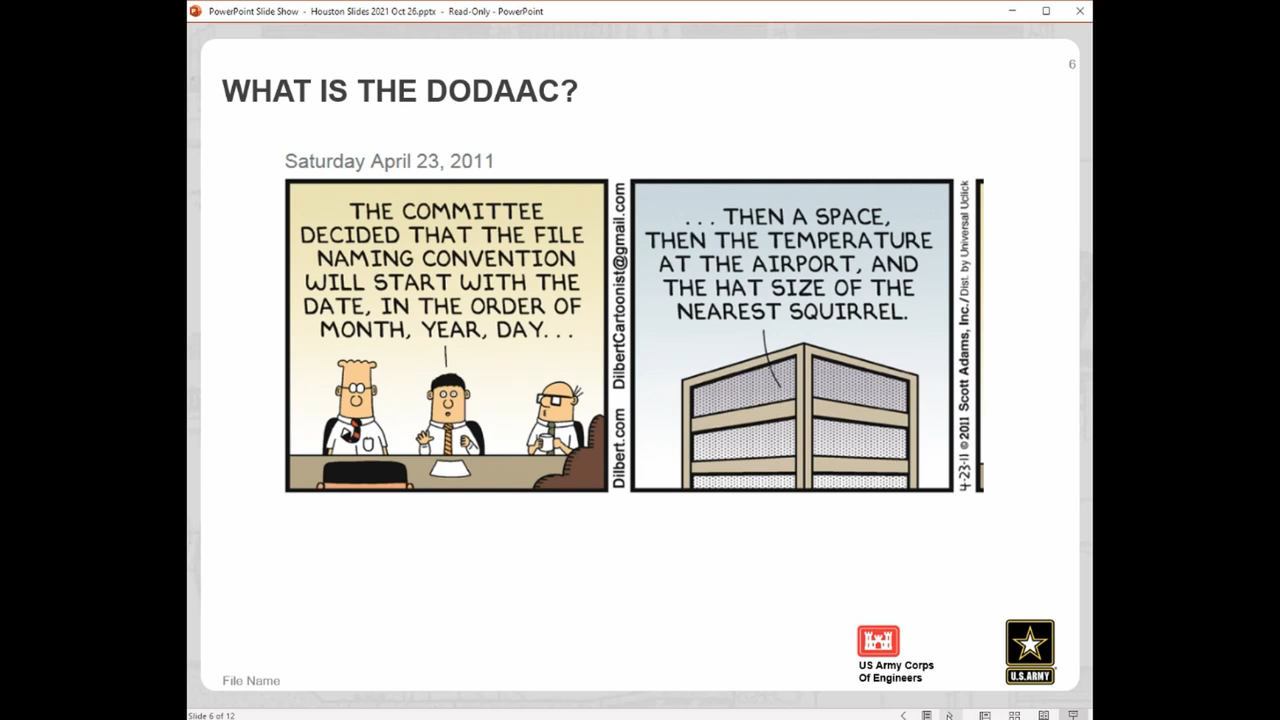 PowerPoint Slide Show - Houston Slides 2021 Oct 26.pptx - Read-Only - PowerPoint
6
WHAT IS THE DODAAC?
Saturday April 23, 2011
THE COMMITTEE
DECIDED THAT THE FILE
NAMING CONVENTION
WILL START WITH THE
DATE, IN THE ORDER OF
MONTH, YEAR, DAY...
Dilbert.com DilbertCartoonist@gmail.com
... THEN A SPACE,
THEN THE TEMPERATURE
AT THE AIRPORT, AND
THE HAT SIZE OF THE
NEAREST SQUIRREL.
4-23-11 © 2011 Scott Adams, Inc./Dist. by Universal Uclick
US Army Corps
Of Engineers
U.S.ARMY
File Name
Slide 6 of 12